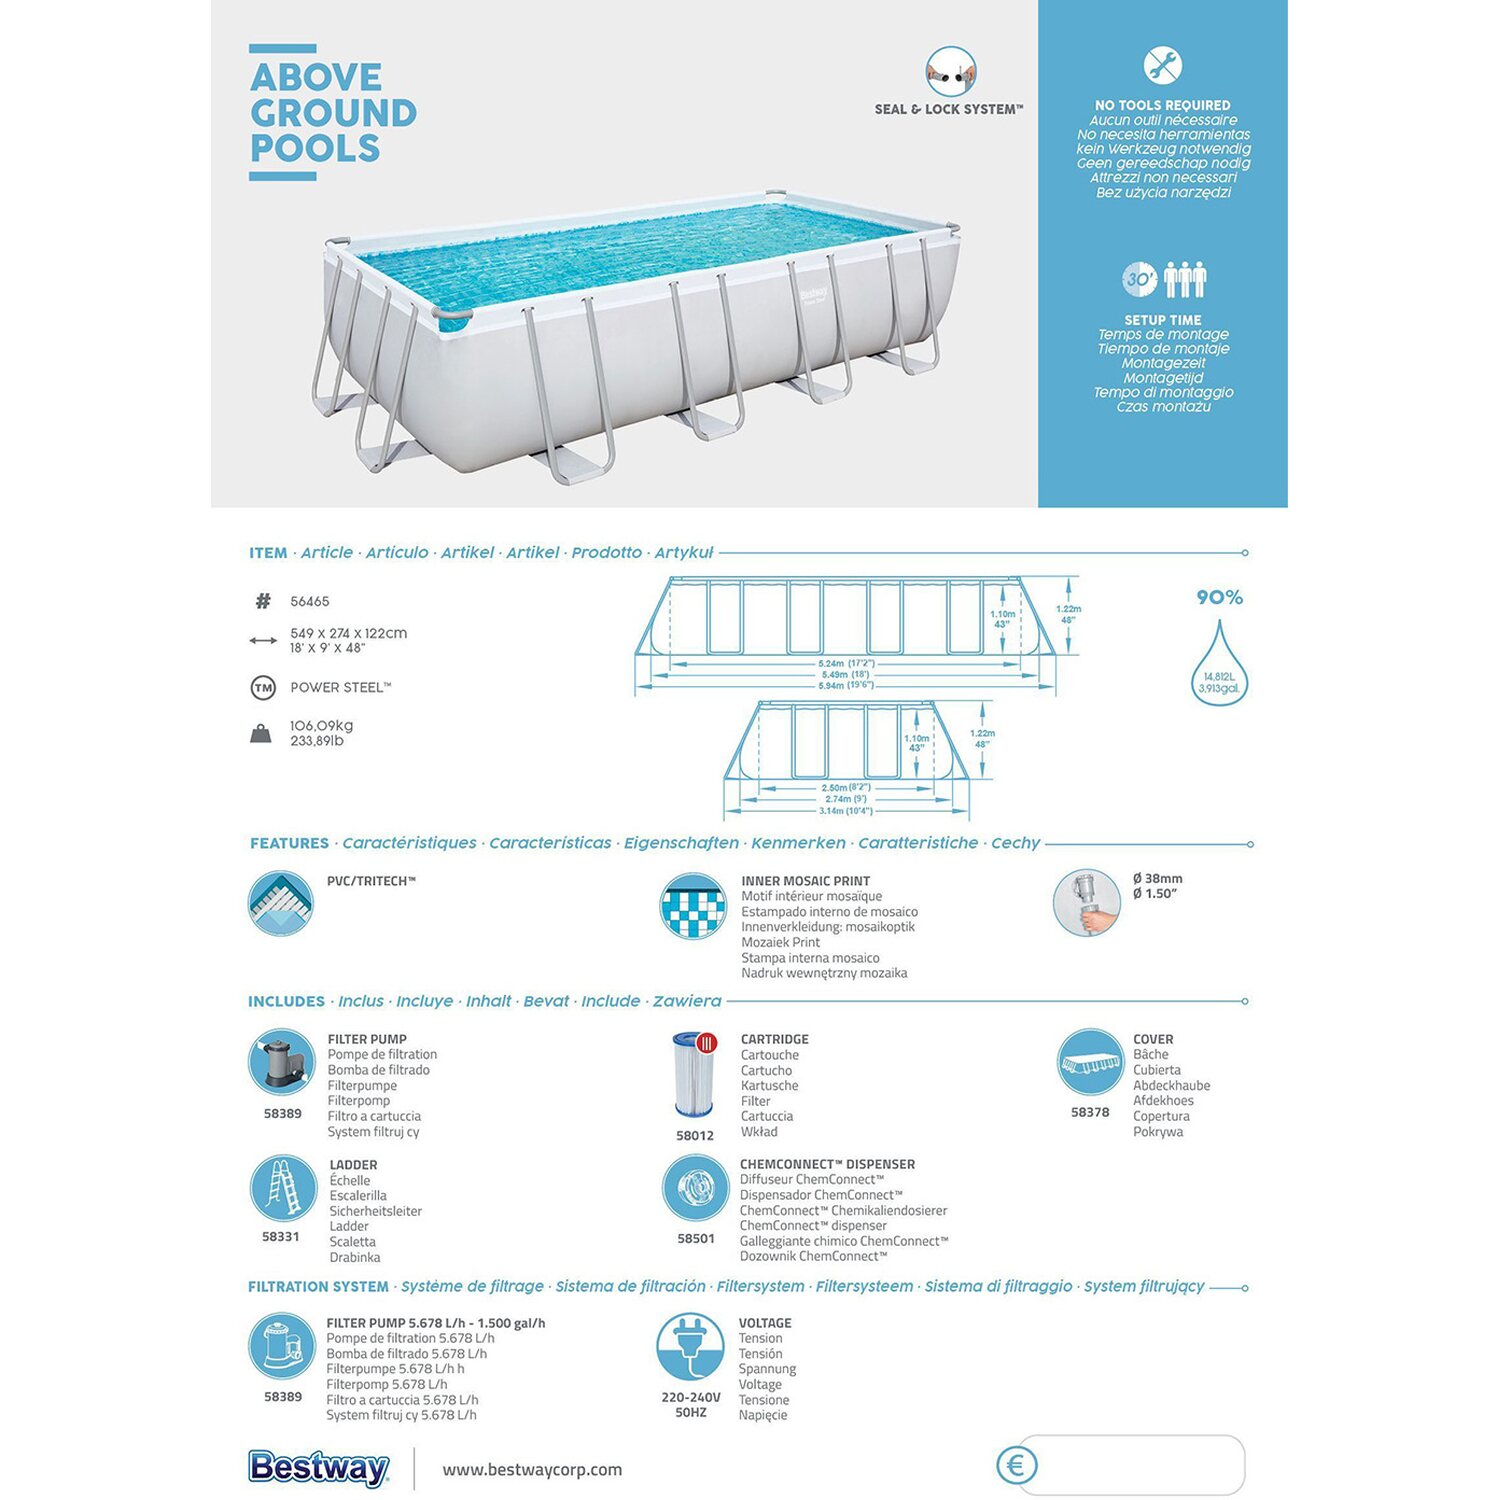 ABOVE
GROUND
POOLS
SEAL & LOCK SYSTEM™
NO TOOLS REQUIRED
Aucun outil nécessaire
No necesita herramientas
kein Werkzeug notwendig
Geen gereedschap nodig
Attrezzi non necessari
Bez użycia narzędzi
30'
SETUP TIME
Temps de montage
Tiempo de montaje
Montagezeit
Montagetijd
Tempo di montaggio
Czas montażu
Bestway
ITEM · Article · Artículo · Artikel · Artikel · Prodotto · Artykuł
# 56465
549 x 274 x 122cm
18' x 9' x 48"
TM POWER STEEL™
106,09kg
233,89lb
1.10m
43"
1.22m
48"
5.24m (17'2")
5.49m (18')
5.94m (19'6")
1.10m
43"
1.22m
48"
2.50m (8'2")
2.74m (9')
3.14m (10'4")
90%
14,812L
3,913gal.
FEATURES · Caractéristiques · Características · Eigenschaften · Kenmerken · Caratteristiche · Cechy
PVC/TRITECH™
INNER MOSAIC PRINT
Motif intérieur mosaïque
Estampado interno de mosaico
Innenverkleidung: mosaikoptik
Mozaiek Print
Stampa interna mosaico
Nadruk wewnętrzny mozaika
Ø 38mm
Ø 1.50"
INCLUDES · Inclus · Incluye · Inhalt · Bevat · Include · Zawiera
58389
FILTER PUMP
Pompe de filtration
Bomba de filtrado
Filterpumpe
Filterpomp
Filtro a cartuccia
System filtruj cy
III
58012
CARTRIDGE
Cartouche
Cartucho
Kartusche
Filter
Cartuccia
Wkład
58378
COVER
Bâche
Cubierta
Abdeckhaube
Afdekhoes
Copertura
Pokrywa
58331
LADDER
Échelle
Escalerilla
Sicherheitsleiter
Ladder
Scaletta
Drabinka
58501
CHEMCONNECT™ DISPENSER
Diffuseur ChemConnect™
Dispensador ChemConnect™
ChemConnect™ Chemikaliendosierer
ChemConnect™ dispenser
Galleggiante chimico ChemConnect™
Dozownik ChemConnect™
FILTRATION SYSTEM · Système de filtrage · Sistema de filtración · Filtersystem · Filtersysteem · Sistema di filtraggio · System filtrujący
58389
FILTER PUMP 5.678 L/h - 1.500 gal/h
Pompe de filtration 5.678 L/h
Bomba de filtrado 5.678 L/h
Filterpumpe 5.678 L/h h
Filterpomp 5.678 L/h
Filtro a cartuccia 5.678 L/h
System filtruj cy 5.678 L/h
220-240V
50HZ
VOLTAGE
Tension
Tensión
Spannung
Voltage
Tensione
Napięcie
Bestway
www.bestwaycorp.com
€